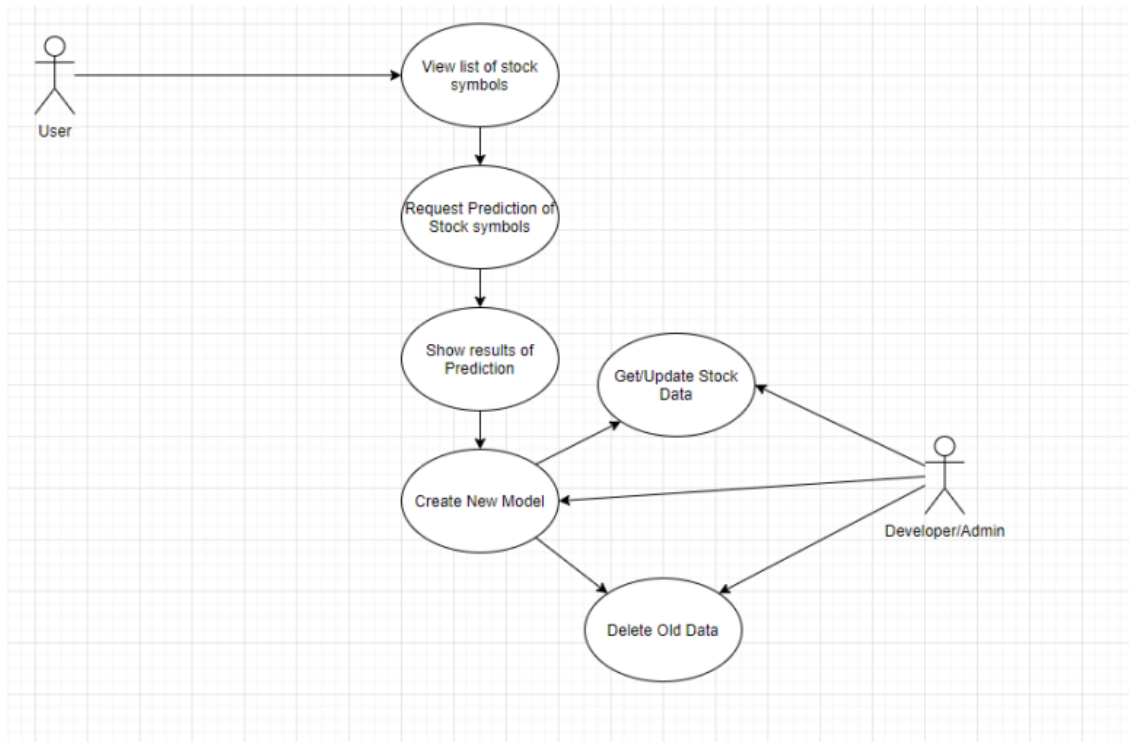 View list of stock
symbols
User
Request Prediction of
Stock symbols
Show results of
Prediction
Get/Update Stock
Data
Create New Model
Developer/Admin
Delete Old Data